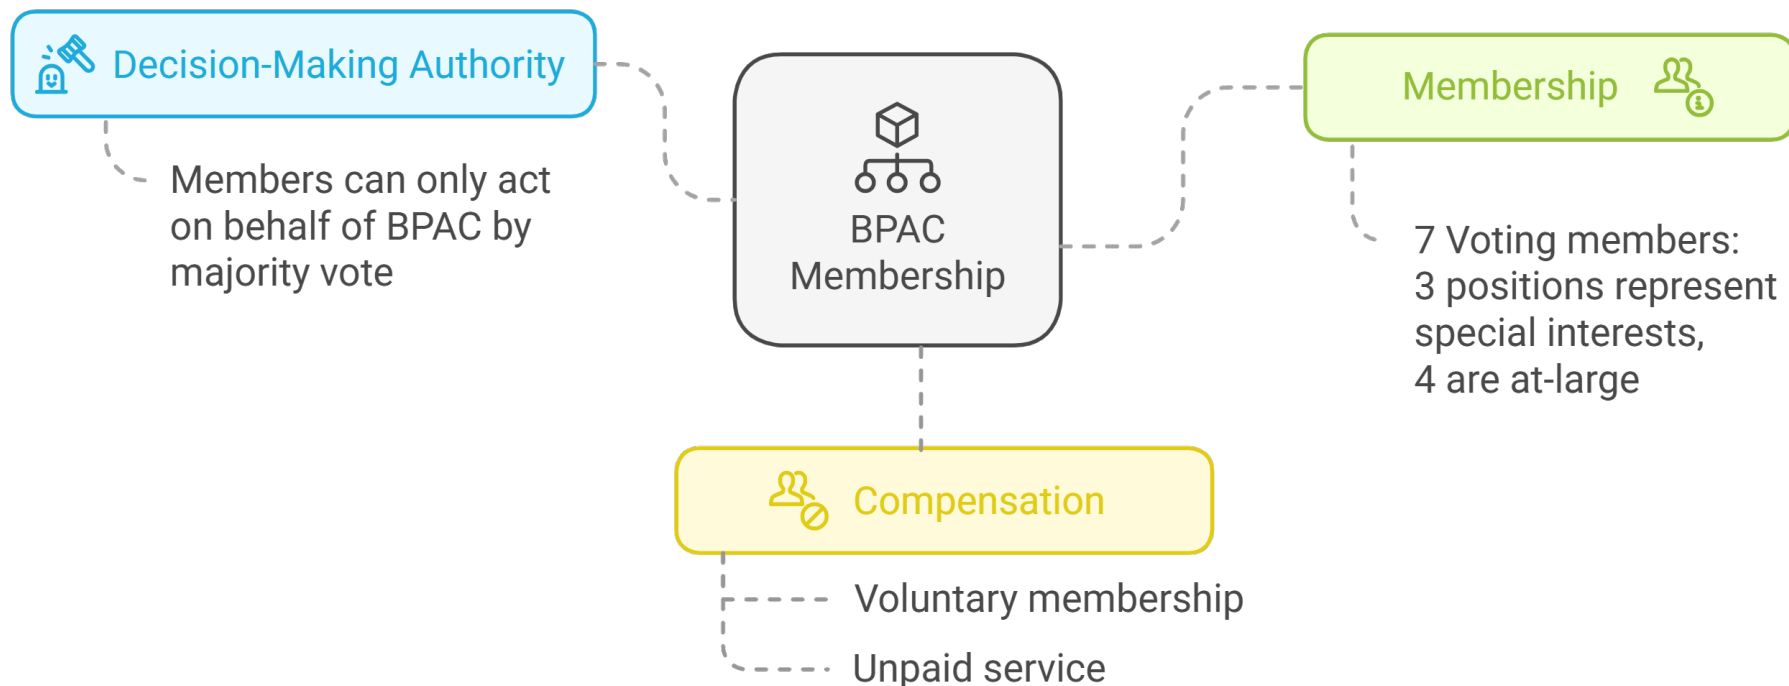 Decision-Making Authority
Members can only act
on behalf of BPAC by
majority vote
BPAC
Membership
Membership
7 Voting members:
3 positions represent
special interests,
4 are at-large
Compensation
Voluntary membership
Unpaid service